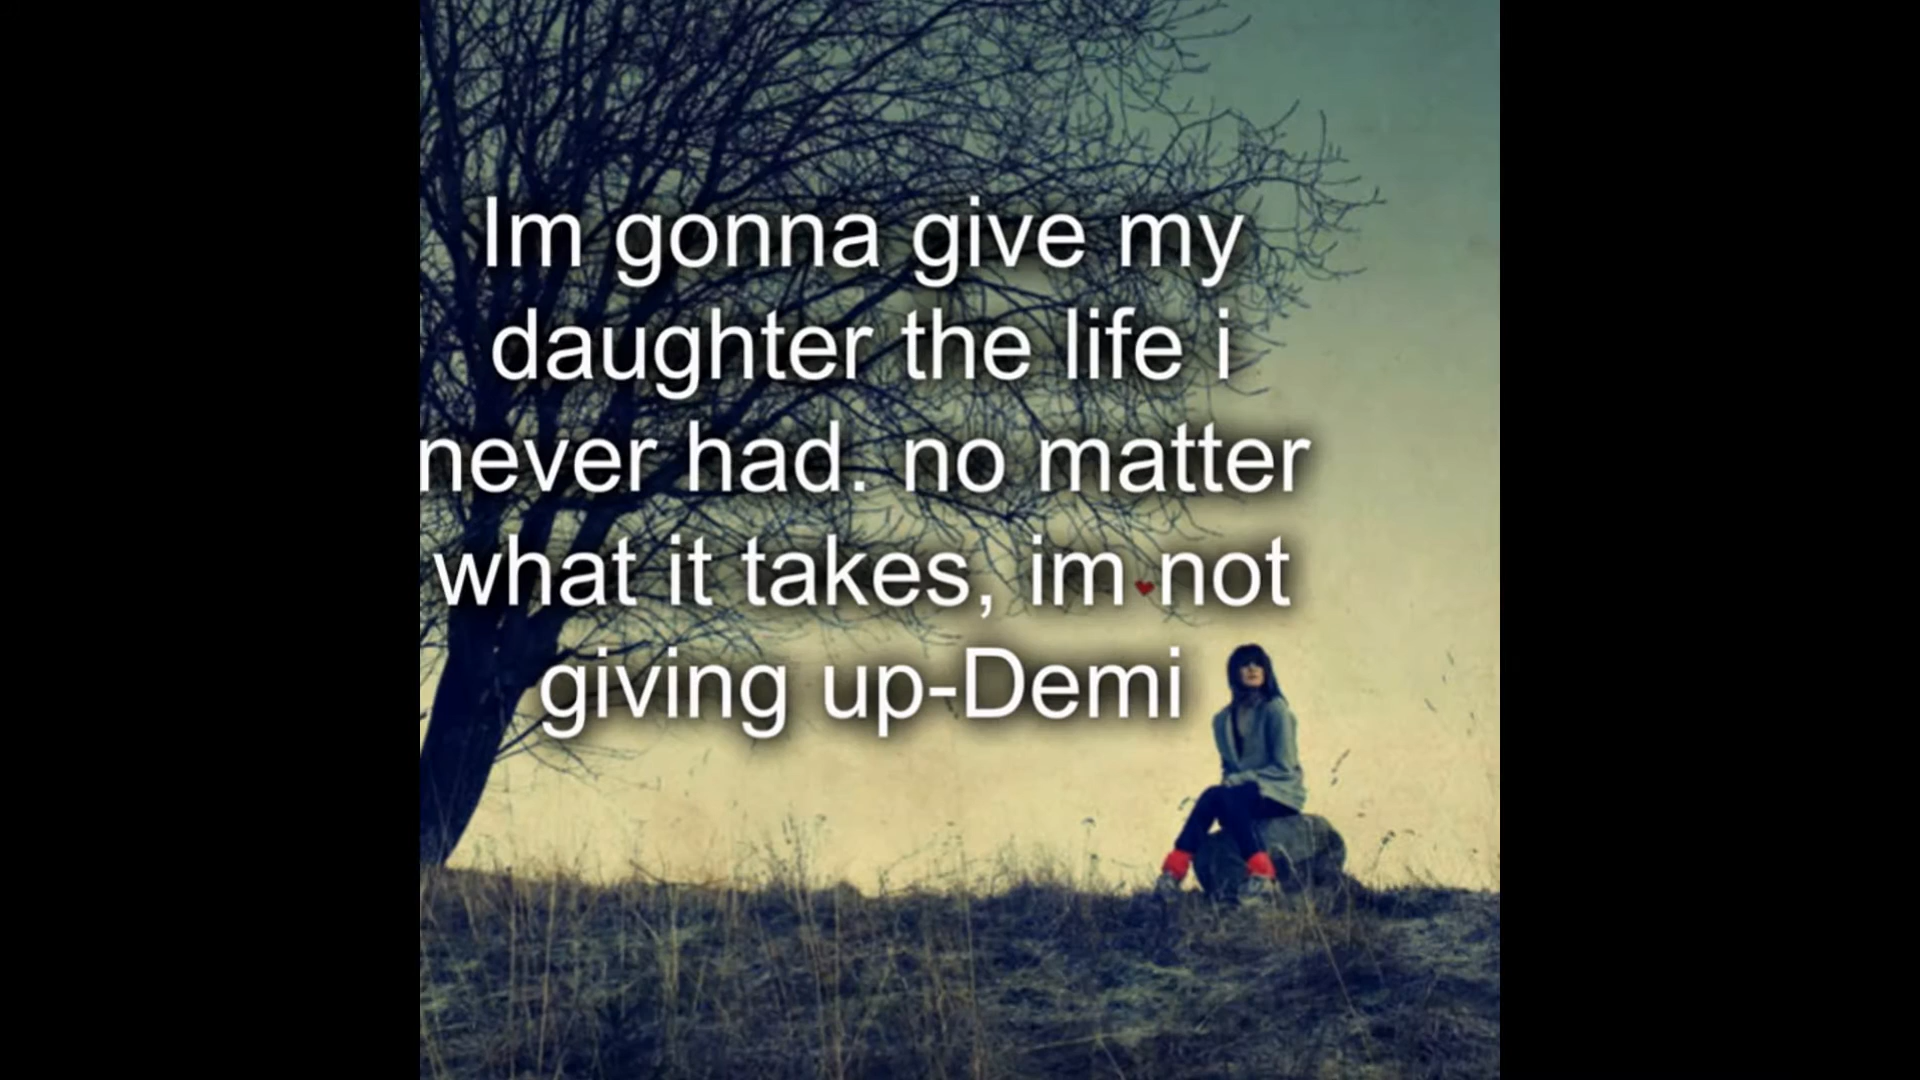 Im gonna give my
daughter the life i
never had. no matter
what it takes, im not
giving up-Demi